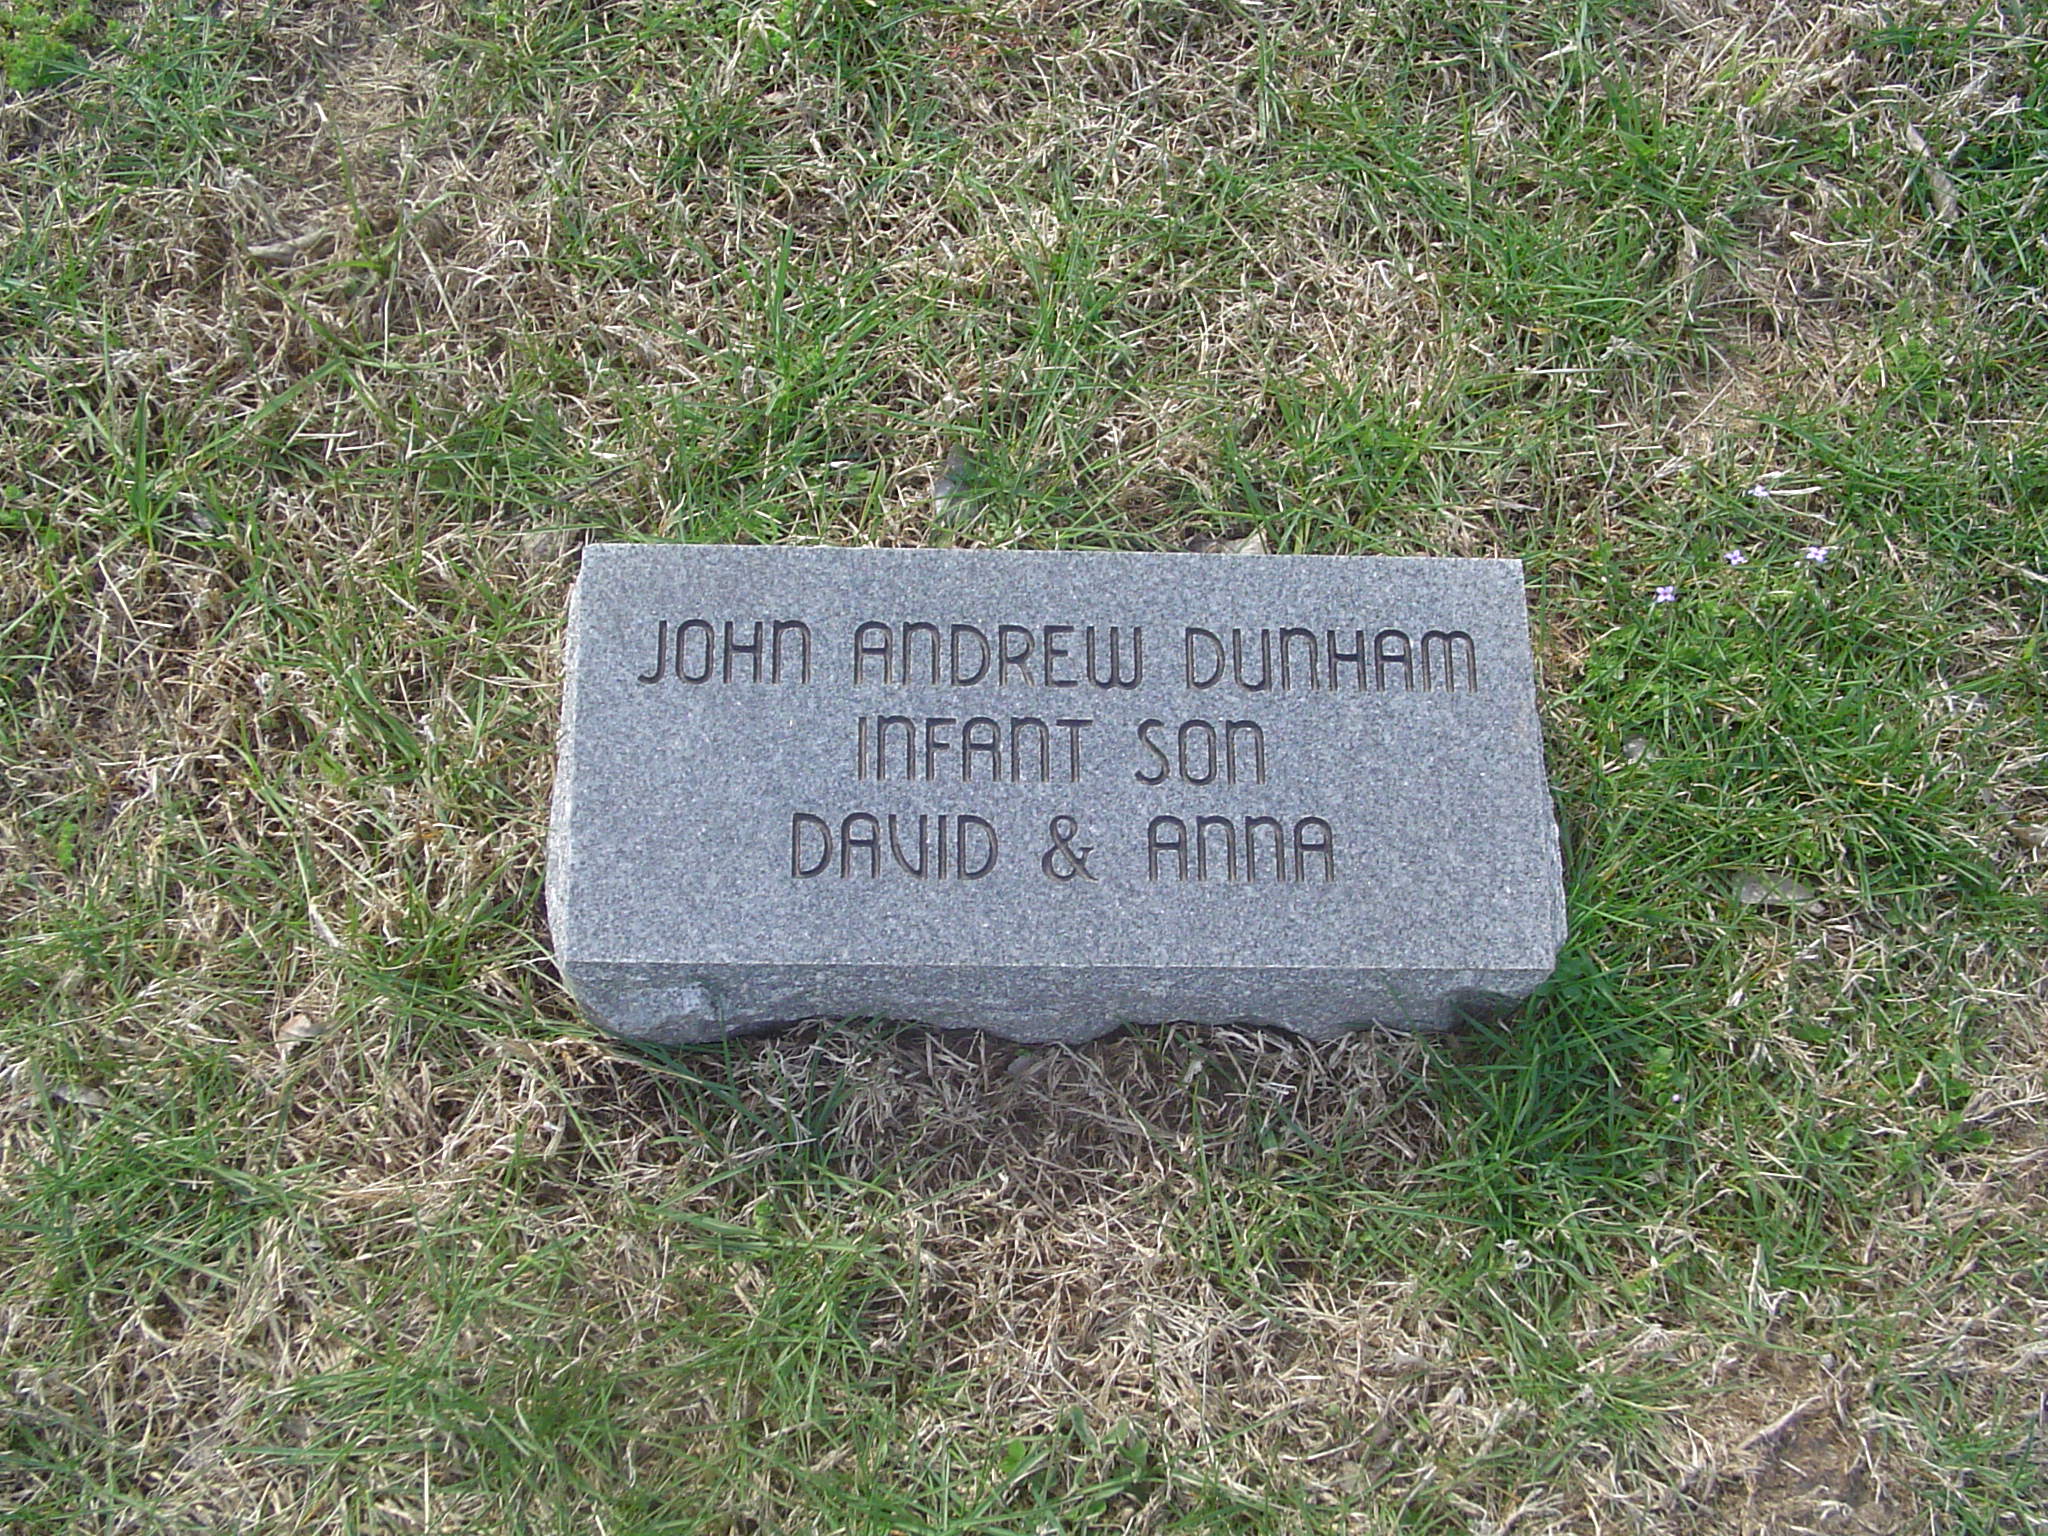 JOHN ANDREW DUNHAM
INFANT SON
DAVID & ANNA